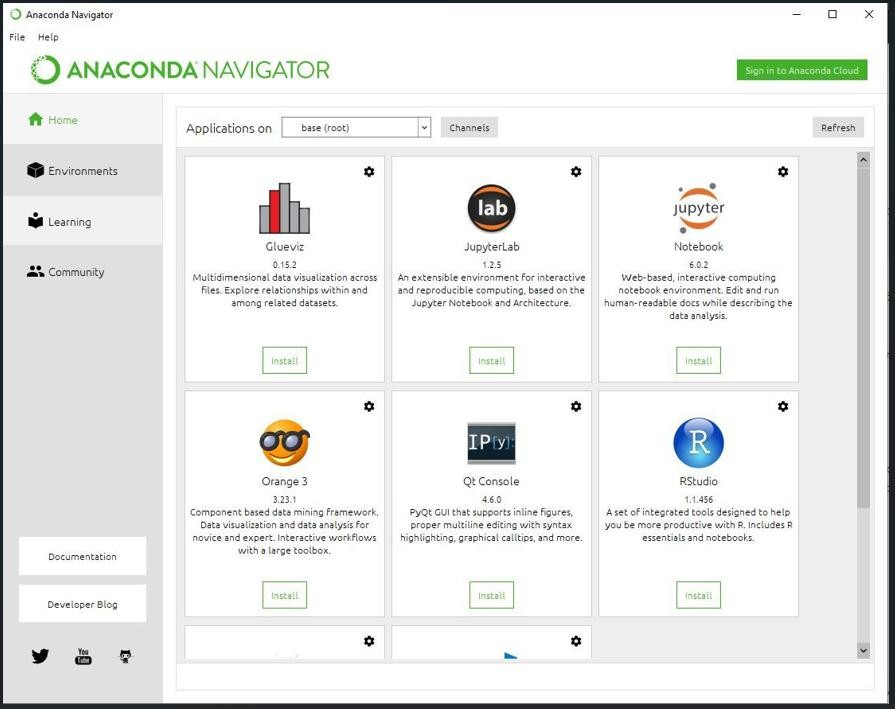 Anaconda Navigator
File Help
ANACONDA NAVIGATOR
Sign in to Anaconda Cloud
Home
Environments
Learning
Community
Documentation
Developer Blog
You
Tube
Applications on
base (root)
Channels
Refresh
Glueviz
0.15.2
Multidimensional data visualization across
files. Explore relationships within and
among related datasets.
Install
lab
JupyterLab
1.2.5
An extensible environment for interactive
and reproducible computing, based on the
Jupyter Notebook and Architecture.
Install
jupyter
Notebook
6.0.2
Web-based, interactive computing
notebook environment. Edit and run
human-readable docs while describing the
data analysis.
Install
Orange 3
3.23.1
Component based data mining framework.
Data visualization and data analysis for
novice and expert. Interactive workflows
with a large toolbox.
Install
IP[y]:
Qt Console
4.6.0
PyQt GUI that supports inline figures,
proper multiline editing with syntax
highlighting, graphical calltips, and more.
Install
R
RStudio
1.1.456
A set of integrated tools designed to help
you be more productive with R. Includes R
essentials and notebooks.
Install